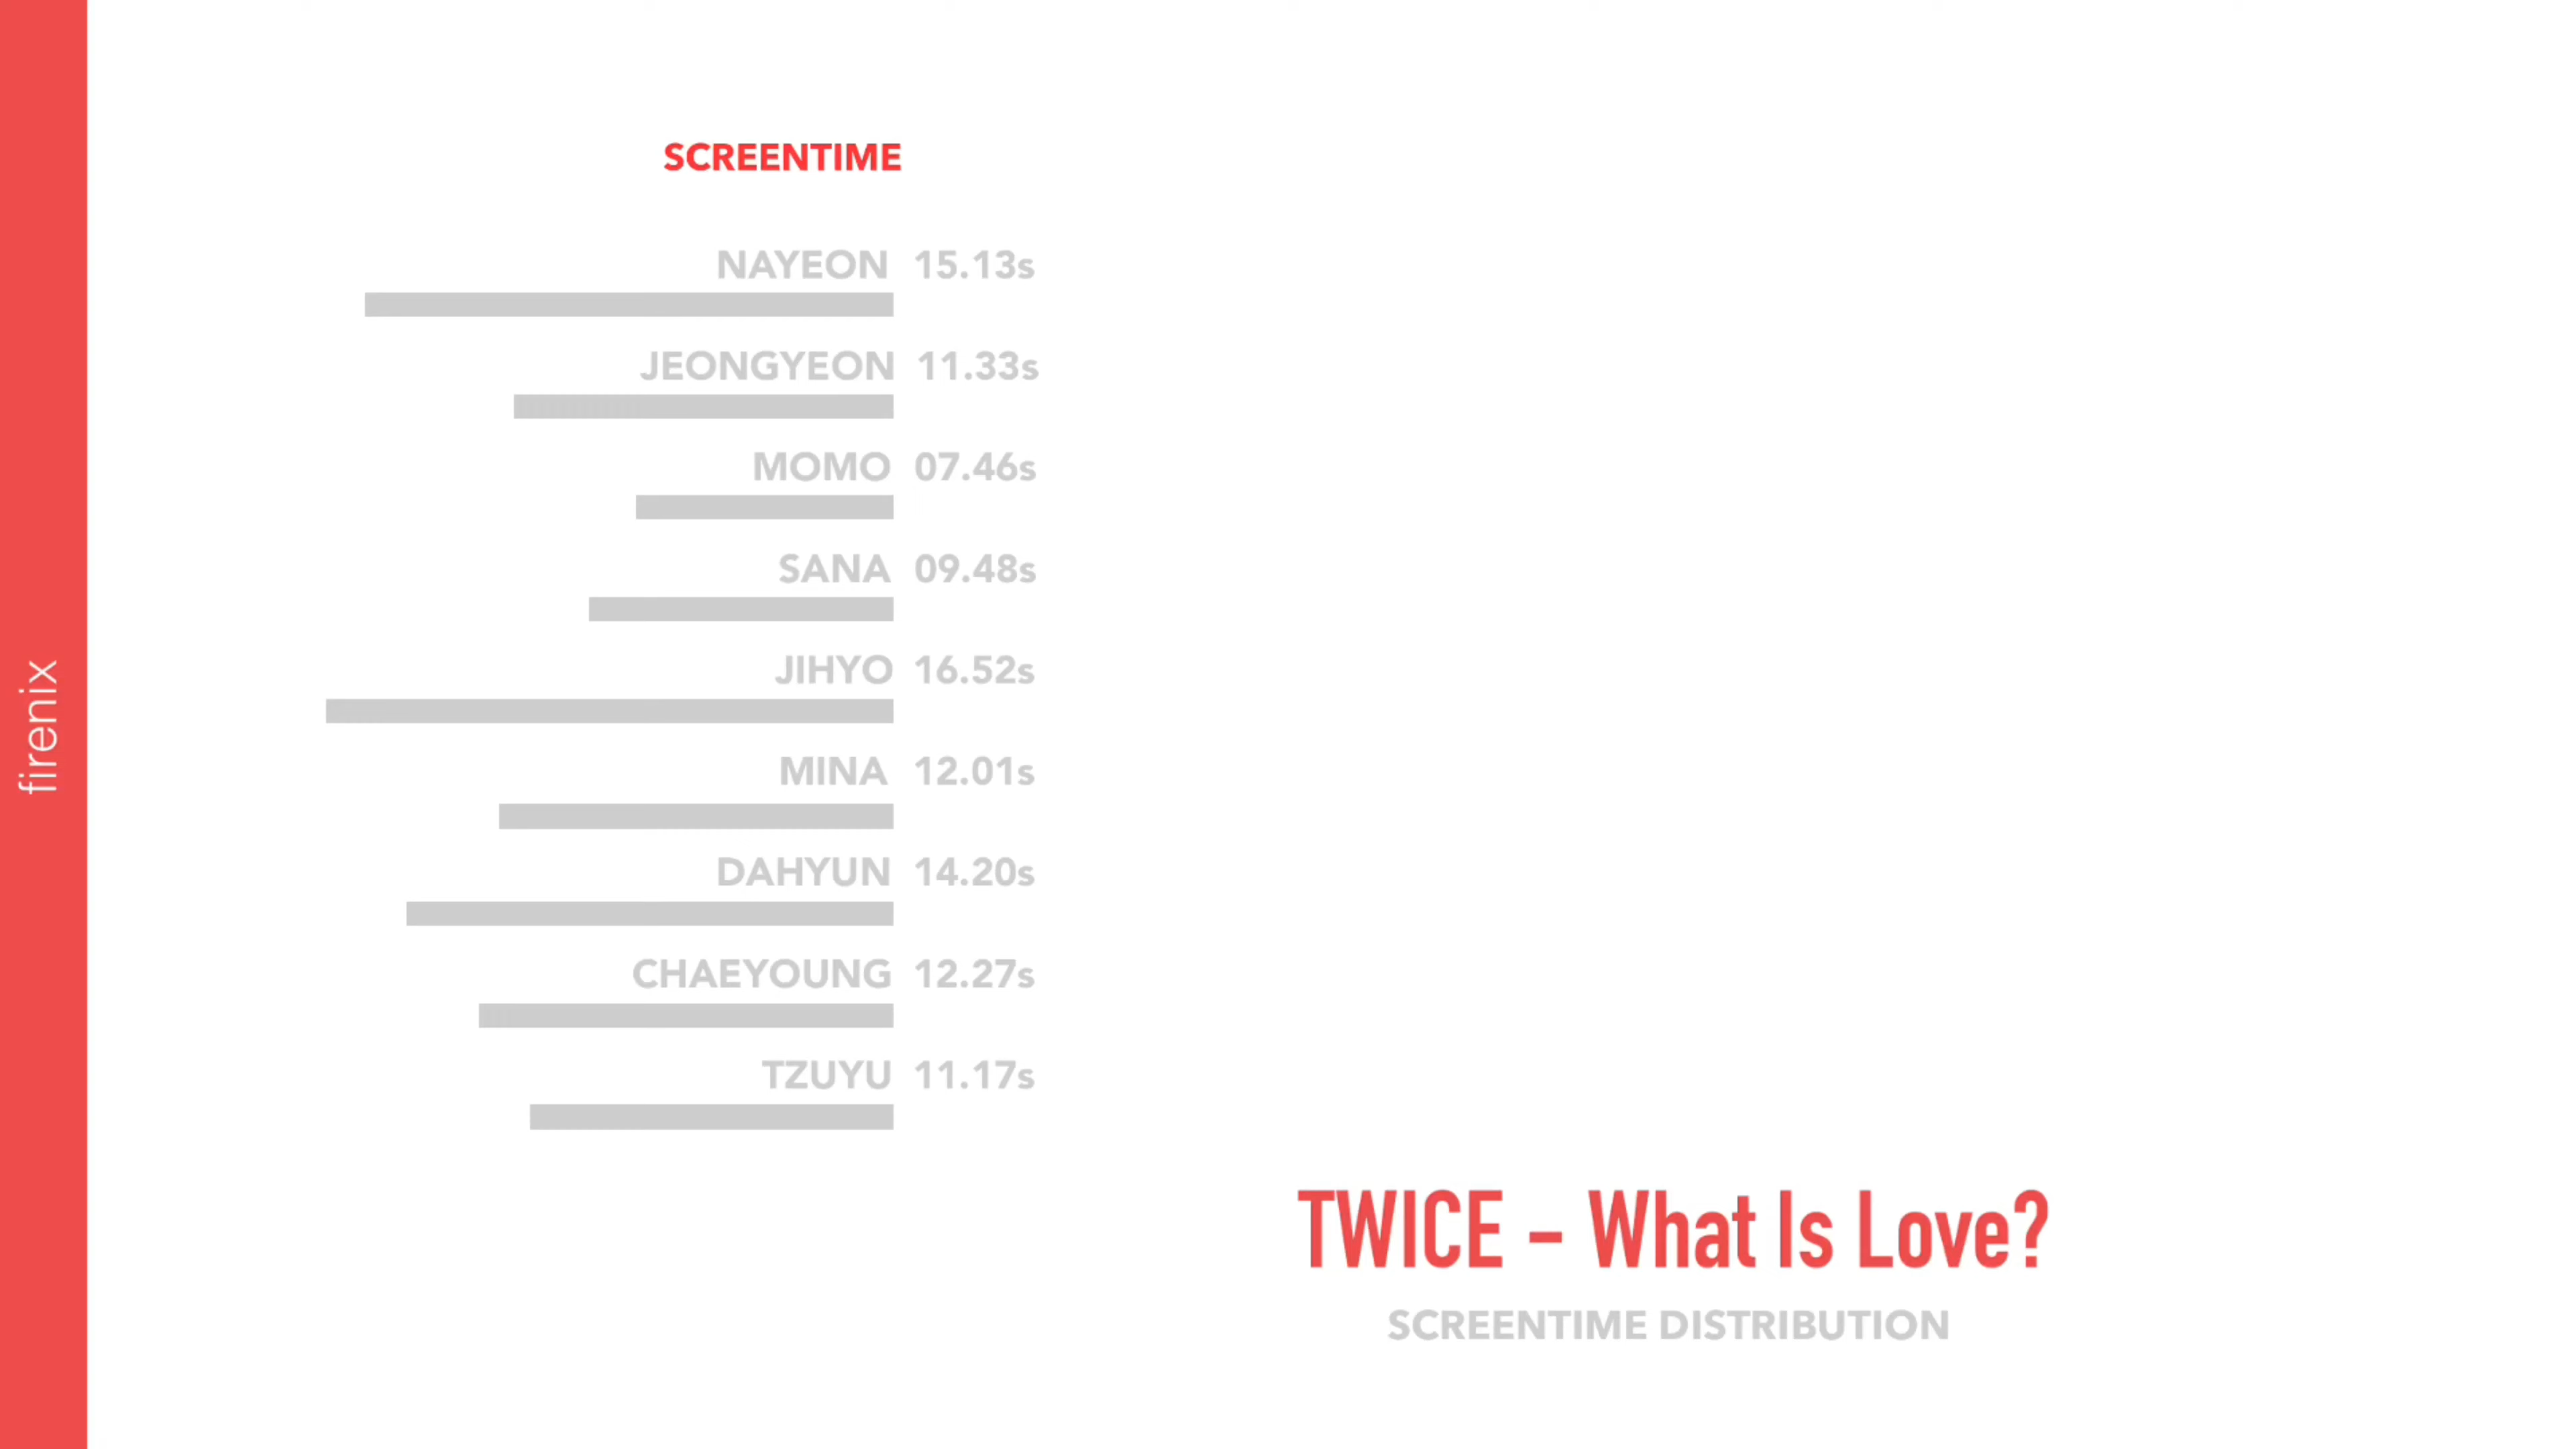 firenix
SCREENTIME
NAYEON 15.13s
JEONGYEON 11.33s
MOMO 07.46s
SANA 09.48s
JIHYO 16.52s
MINA 12.01s
DAHYUN 14.20s
CHAEYOUNG 12.27s
TZUYU 11.17s
TWICE - What Is Love?
SCREENTIME DISTRIBUTION